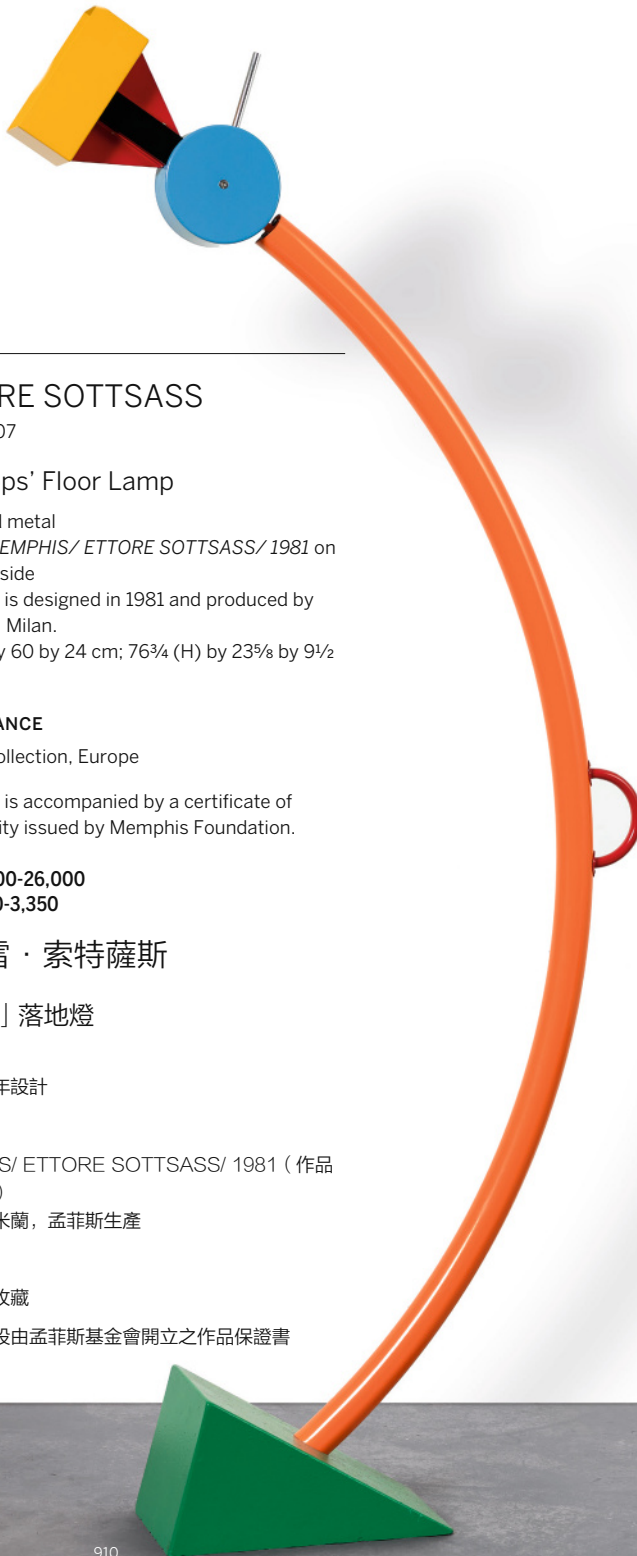 RE SOTTSASS
07
ps’ Floor Lamp
l metal
EMPHIS/ ETTORE SOTTSASS/ 1981 on
side
is designed in 1981 and produced by
Milan.
y 60 by 24 cm; 76¾ (H) by 23⅝ by 9½
ANCE
ollection, Europe
is accompanied by a certificate of
ity issued by Memphis Foundation.
00-26,000
0-3,350
雷·索特薩斯
」落地燈
年設計
S/ ETTORE SOTTSASS/ 1981（作品
）
米蘭，孟菲斯生產
收藏
設由孟菲斯基金會開立之作品保證書
910